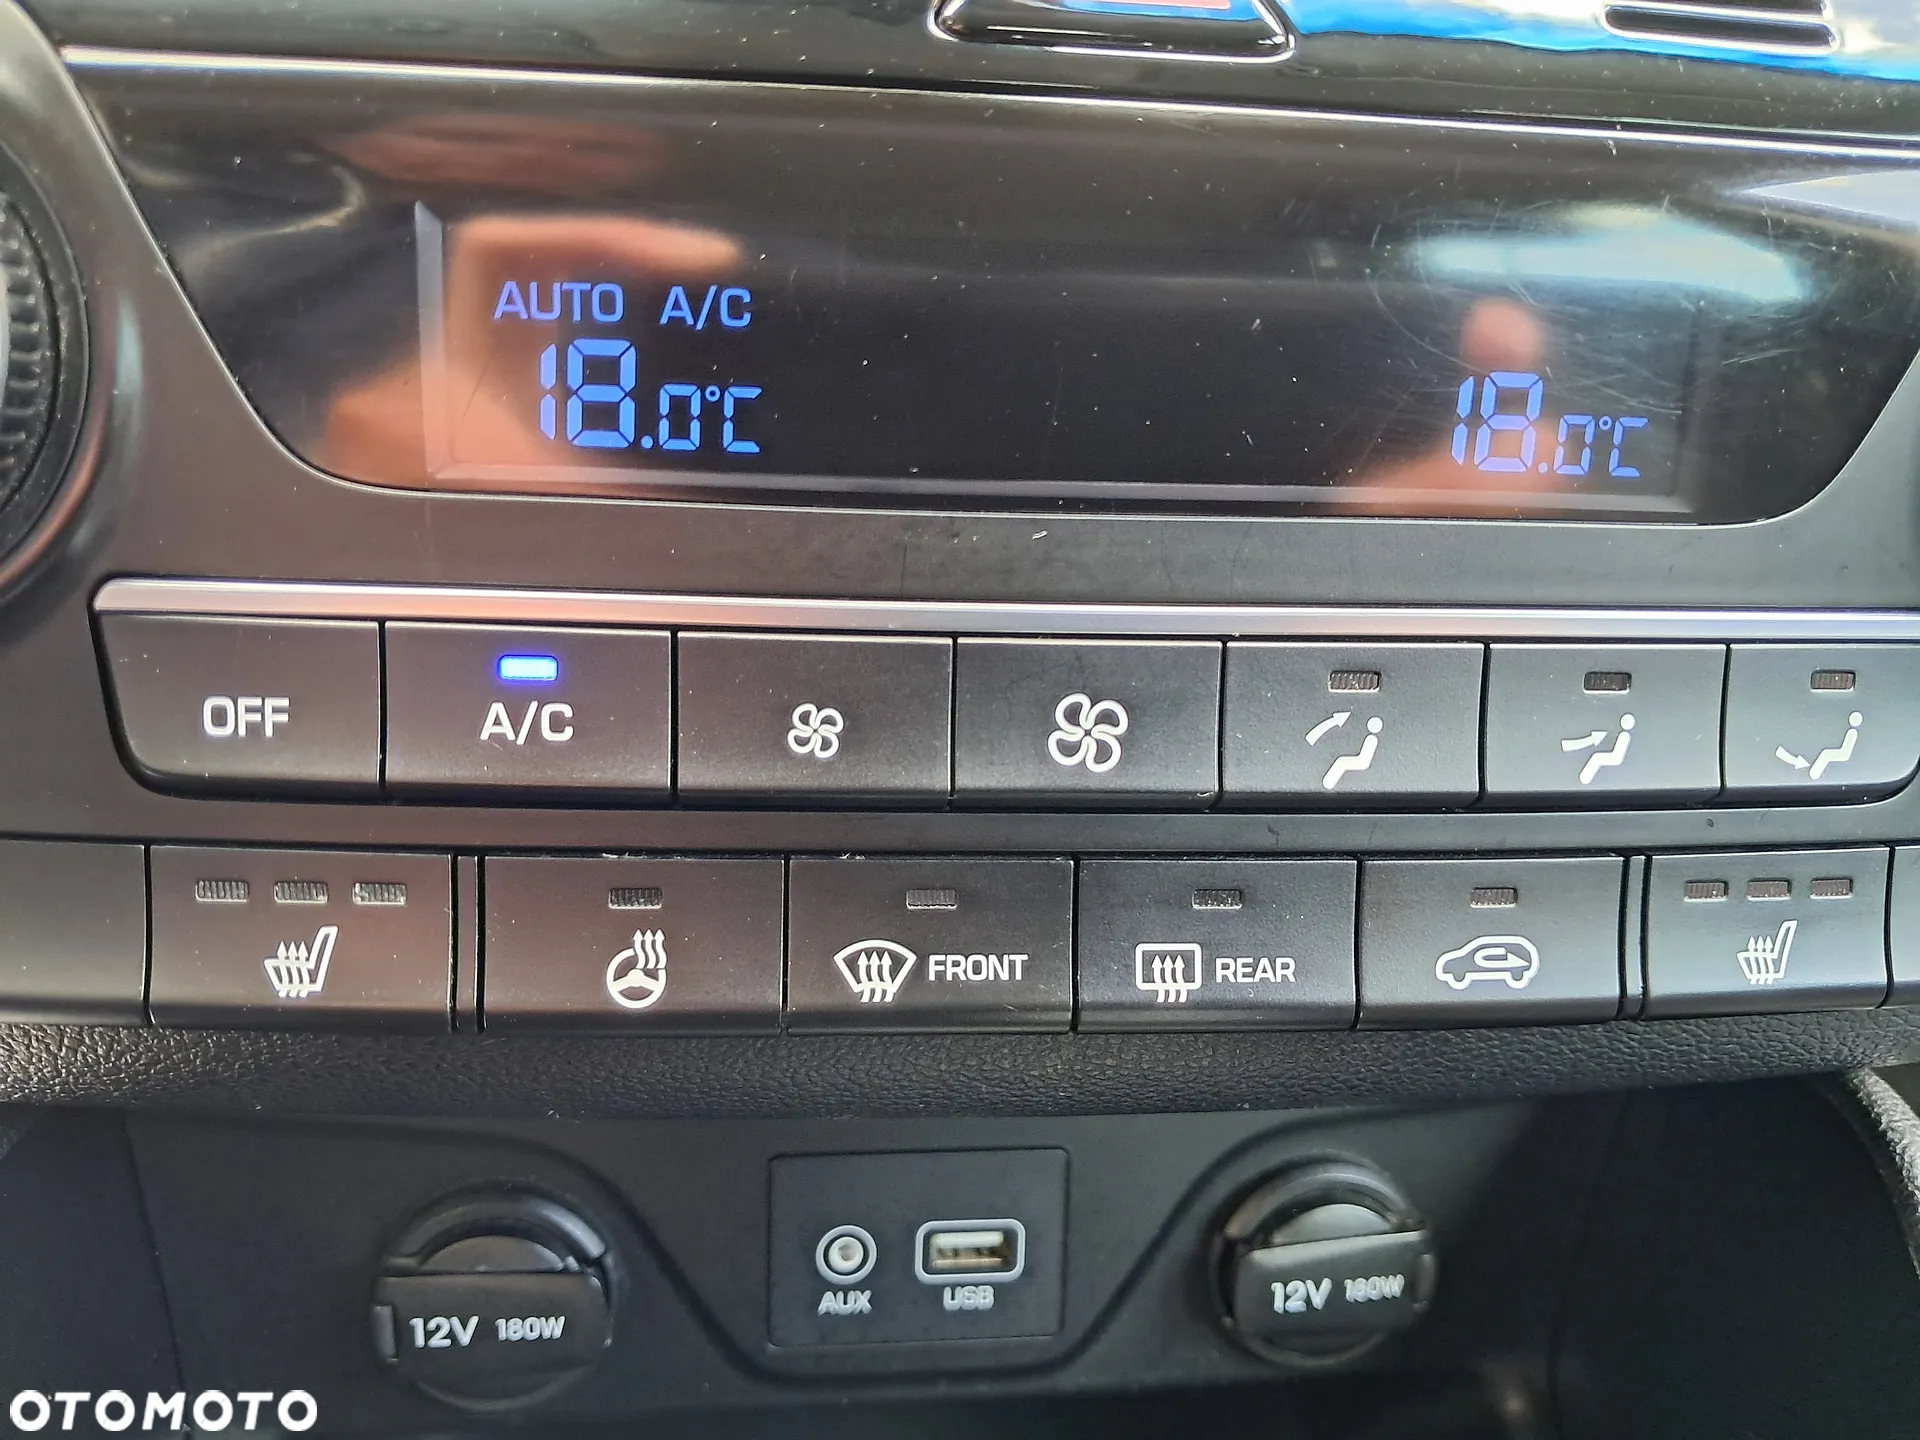 AUTO A/C
18.0°C 18.0°C
OFF A/C
FRONT REAR
AUX USB
12V 180W 12V 180W
OTOMOTO